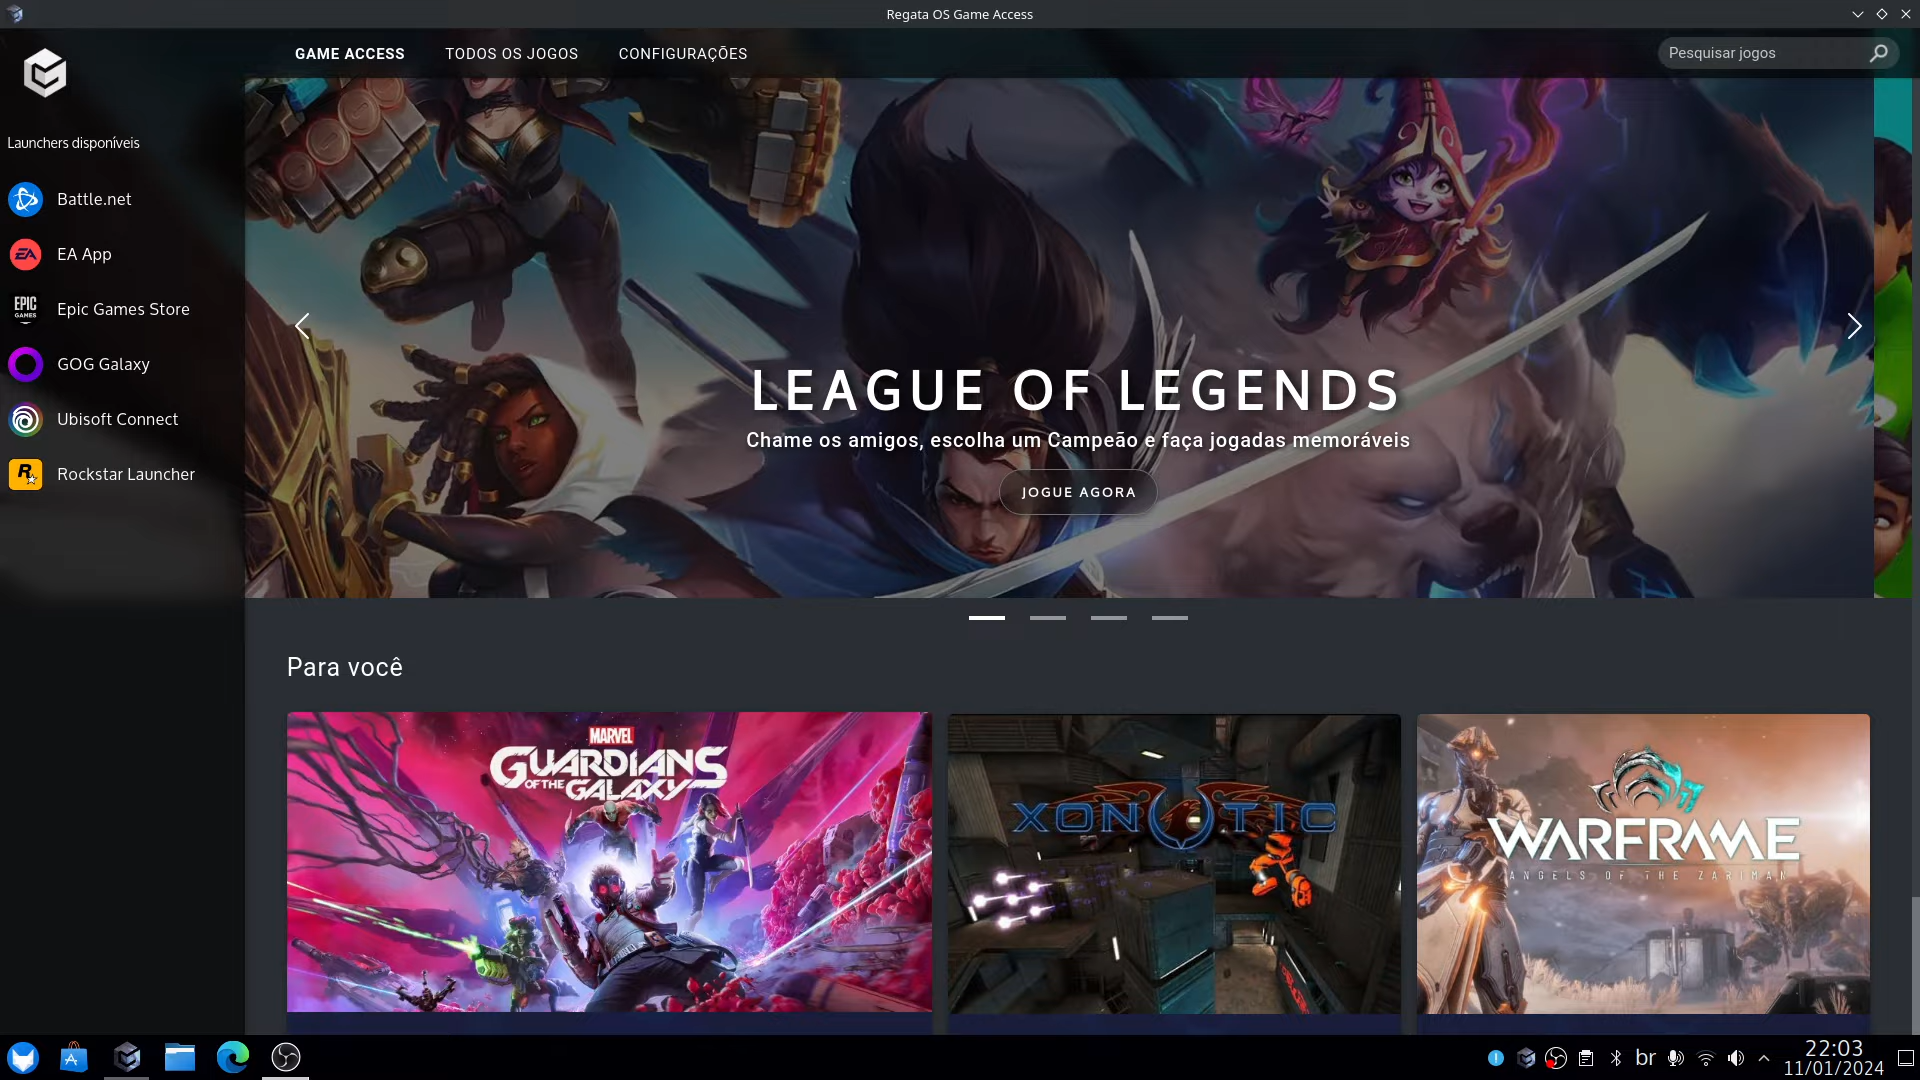 Regata OS Game Access
GAME ACCESS
TODOS OS JOGOS
CONFIGURAÇÕES
Pesquisar jogos
Launchers disponíveis
Battle.net
EA
EA App
EPIC
GAMES
Epic Games Store
GOG Galaxy
Ubisoft Connect
R
Rockstar Launcher
LEAGUE OF LEGENDS
Chame os amigos, escolha um Campeão e faça jogadas memoráveis
JOGUE AGORA
Para você
MARVEL
GUARDIANS
OF THE GALAXY
XONOTIC
WARFRAME
ANGELS OF THE ZARIMAN
br
22:03
11/01/2024